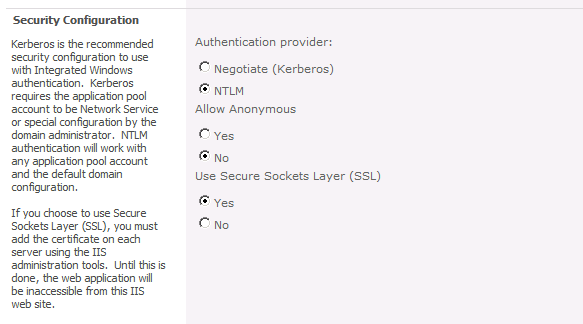 Security Configuration
Kerberos is the recommended
security configuration to use
with Integrated Windows
authentication. Kerberos
requires the application pool
account to be Network Service
or special configuration by the
domain administrator. NTLM
authentication will work with
any application pool account
and the default domain
configuration.
If you choose to use Secure
Sockets Layer (SSL), you must
add the certificate on each
server using the IIS
administration tools. Until this is
done, the web application will
be inaccessible from this IIS
web site.
Authentication provider:
Negotiate (Kerberos)
NTLM
Allow Anonymous
Yes
No
Use Secure Sockets Layer (SSL)
Yes
No